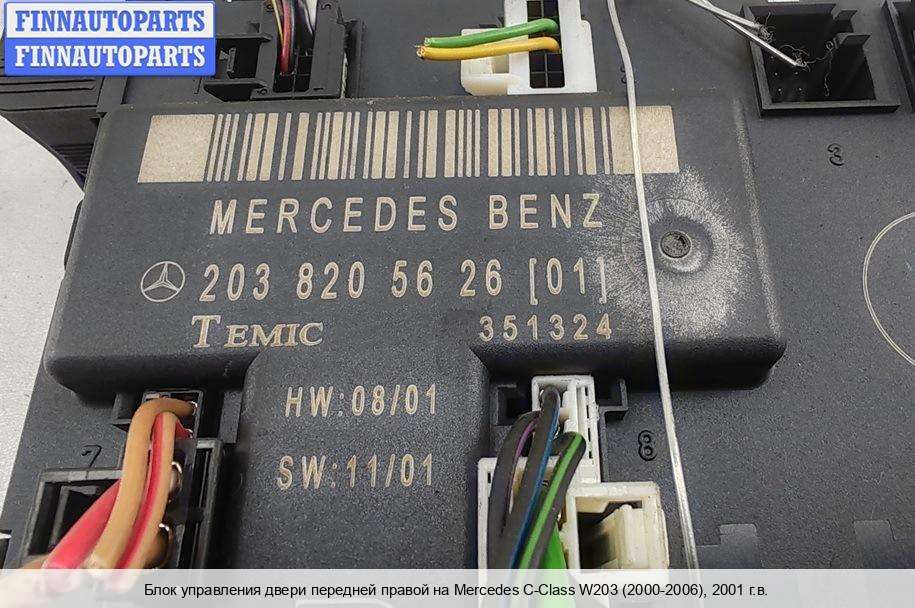 FINNAUTOPARTS
FINNAUTOPARTS
3
MERCEDES BENZ
203 820 56 26 [01]
TEMIC 351324
HW:08/01
7
8
SW:11/01
Блок управления двери передней правой на Mercedes C-Class W203 (2000-2006), 2001 г.в.